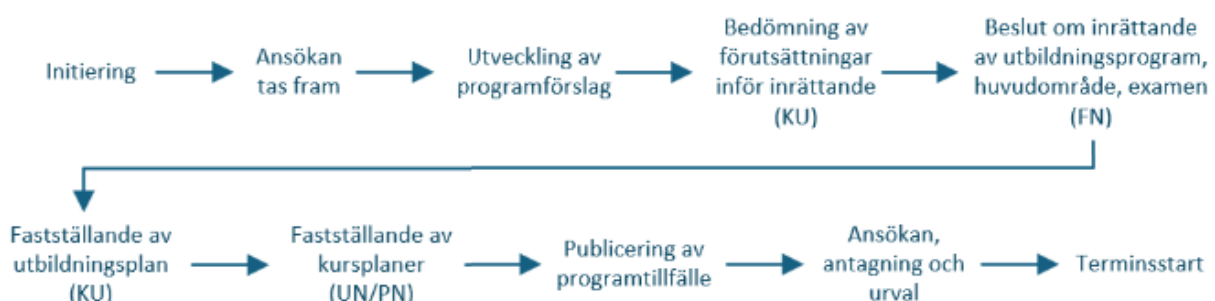 Initiering
Ansökan
tas fram
Utveckling av
programförslag
Bedömning av
förutsättningar
inför inrättande
(KU)
Beslut om inrättande
av utbildningsprogram,
huvudområde, examen
(FN)
Fastställande av
utbildningsplan
(KU)
Fastställande av
kursplaner
(UN/PN)
Publicering av
programtillfälle
Ansökan,
antagning och
urval
Terminsstart